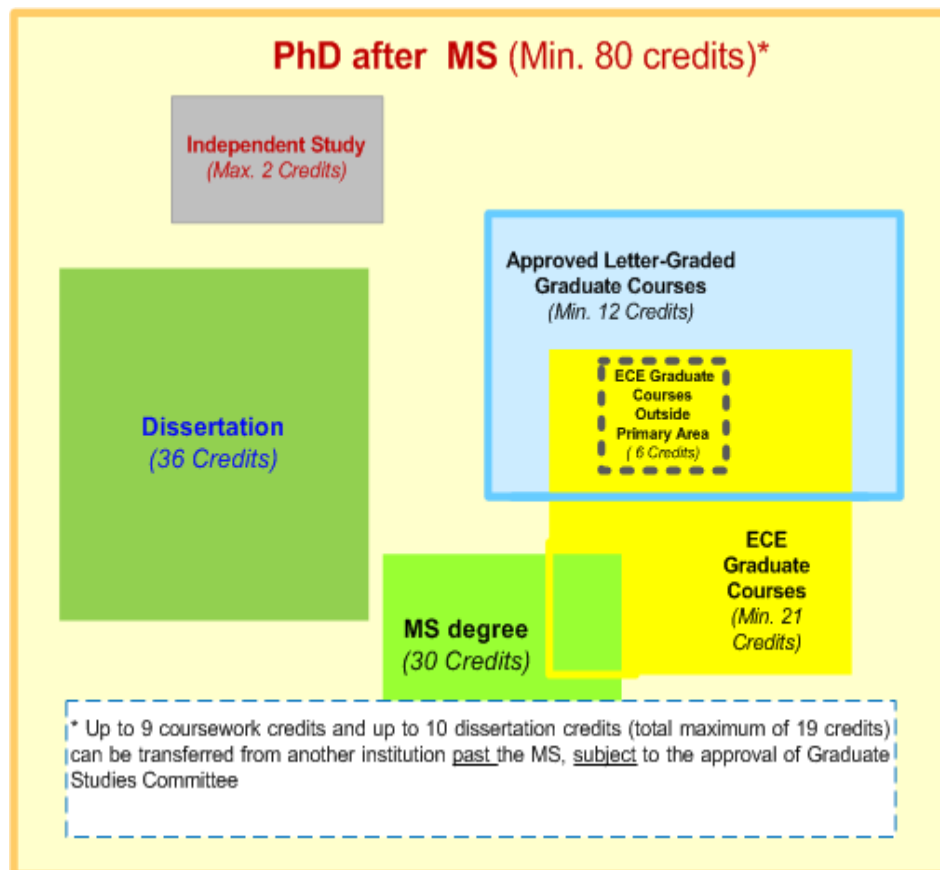 PhD after MS (Min. 80 credits)*
Independent Study
(Max. 2 Credits)
Approved Letter-Graded
Graduate Courses
(Min. 12 Credits)
ECE Graduate
Courses
Outside
Primary Area
( 6 Credits)
Dissertation
(36 Credits)
ECE
Graduate
Courses
(Min. 21
Credits)
MS degree
(30 Credits)
* Up to 9 coursework credits and up to 10 dissertation credits (total maximum of 19 credits)
can be transferred from another institution past the MS, subject to the approval of Graduate
Studies Committee